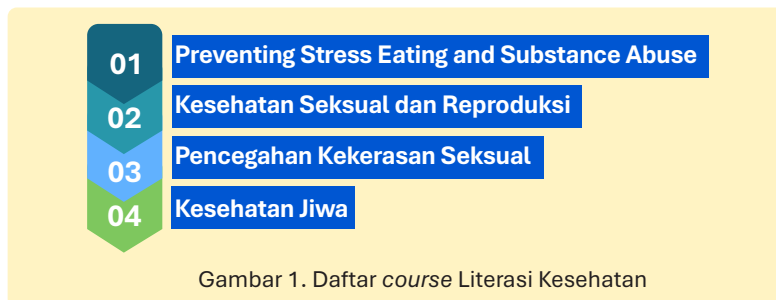 01 Preventing Stress Eating and Substance Abuse
02 Kesehatan Seksual dan Reproduksi
03 Pencegahan Kekerasan Seksual
04 Kesehatan Jiwa
Gambar 1. Daftar course Literasi Kesehatan